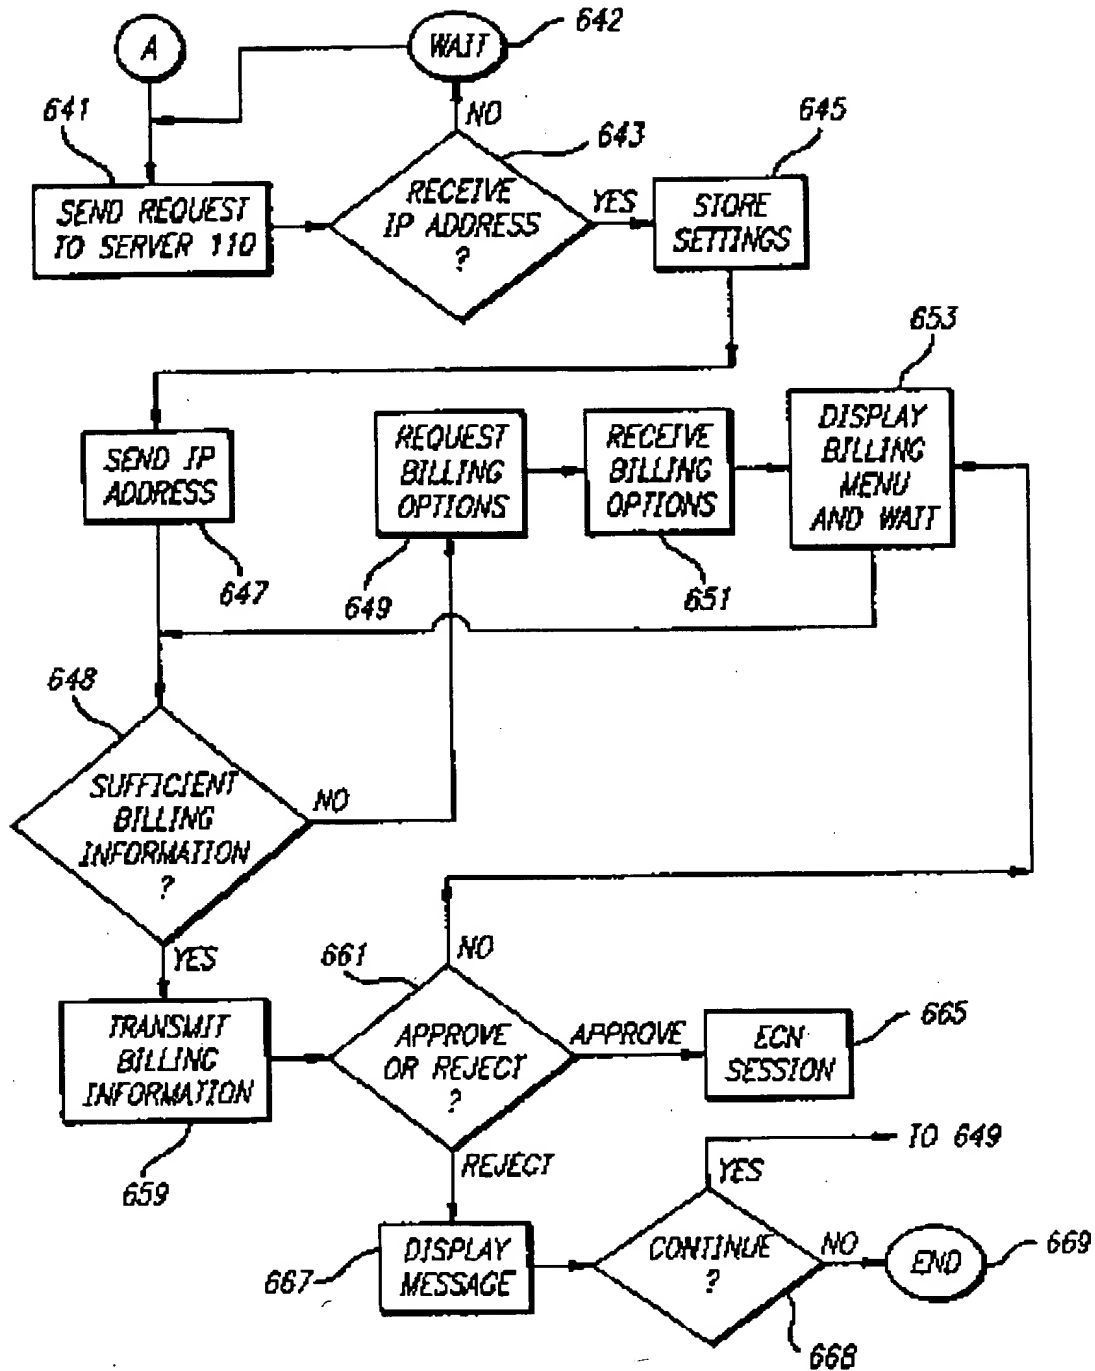 A
WAIT
642
641
NO
643
645
SEND REQUEST
TO SERVER 110
RECEIVE
IP ADDRESS
?
YES
STORE
SETTINGS
653
SEND IP
ADDRESS
REQUEST
BILLING
OPTIONS
RECEIVE
BILLING
OPTIONS
DISPLAY
BILLING
MENU
AND WAIT
647
649
651
648
SUFFICIENT
BILLING
INFORMATION
?
NO
YES
661
NO
TRANSMIT
BILLING
INFORMATION
APPROVE
OR REJECT
?
APPROVE
ECN
SESSION
665
659
REJECT
TO 649
YES
667
DISPLAY
MESSAGE
CONTINUE
?
NO
END
669
668